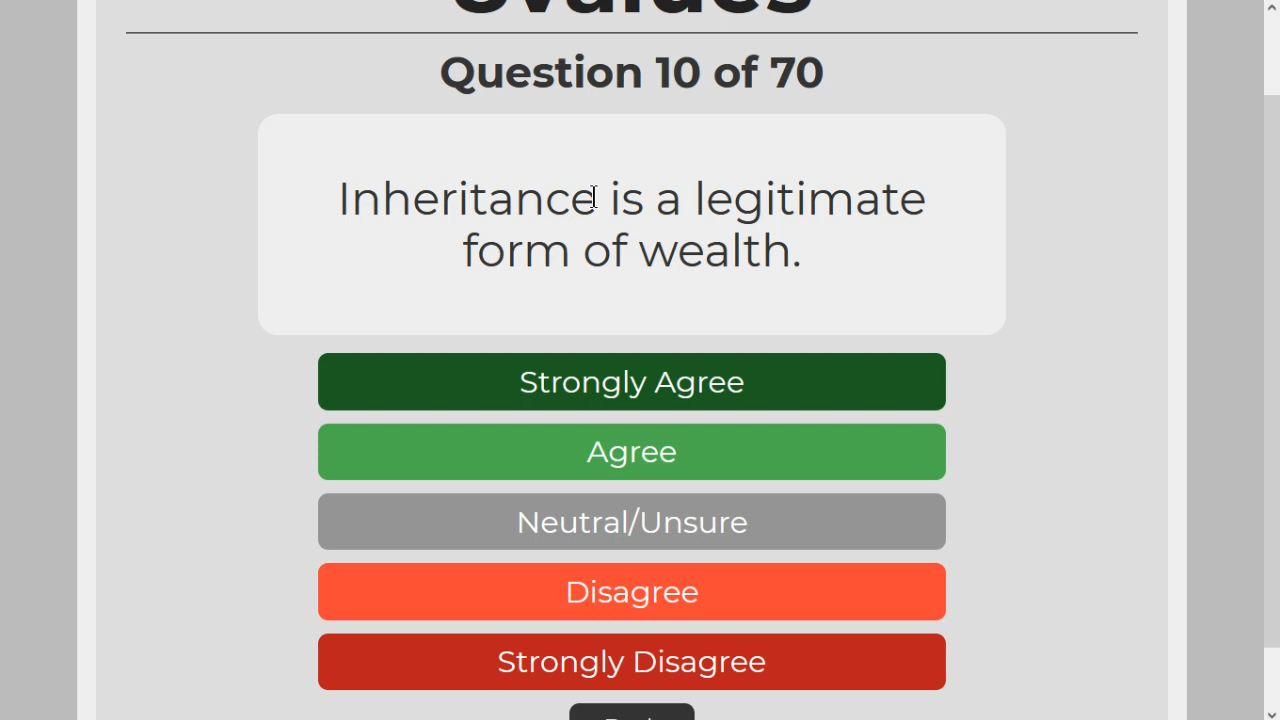 Question 10 of 70
Inheritance is a legitimate
form of wealth.
Strongly Agree
Agree
Neutral/Unsure
Disagree
Strongly Disagree